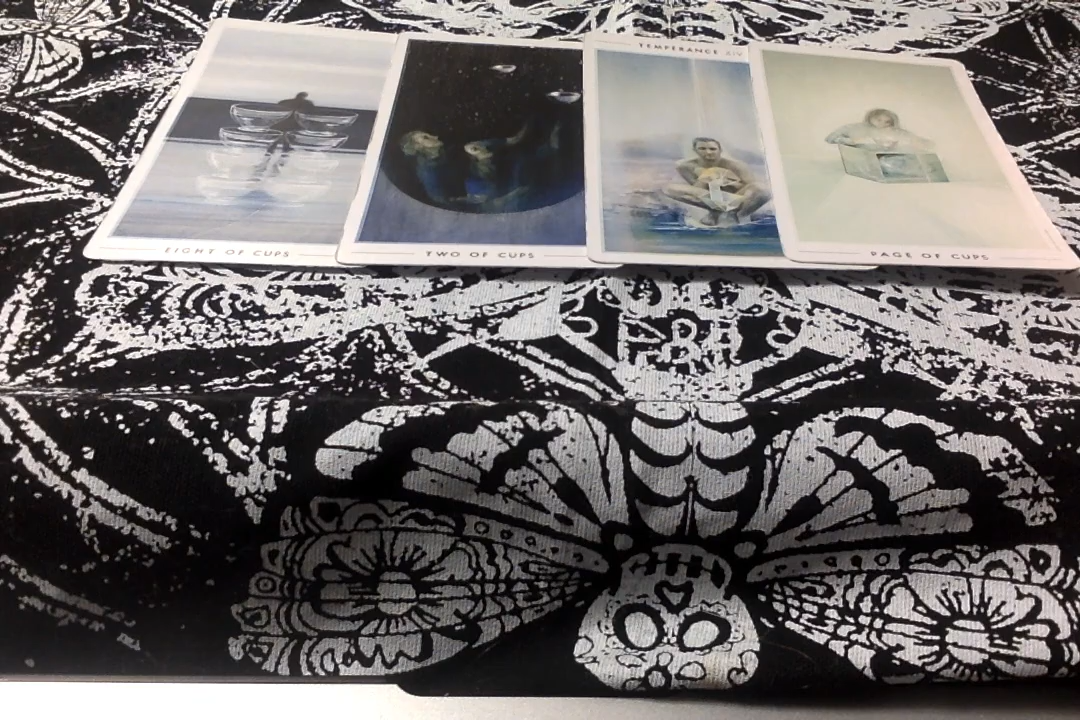 EIGHT OF CUPS
TWO OF CUPS
TEMPERANCE XIV
PAGE OF CUPS